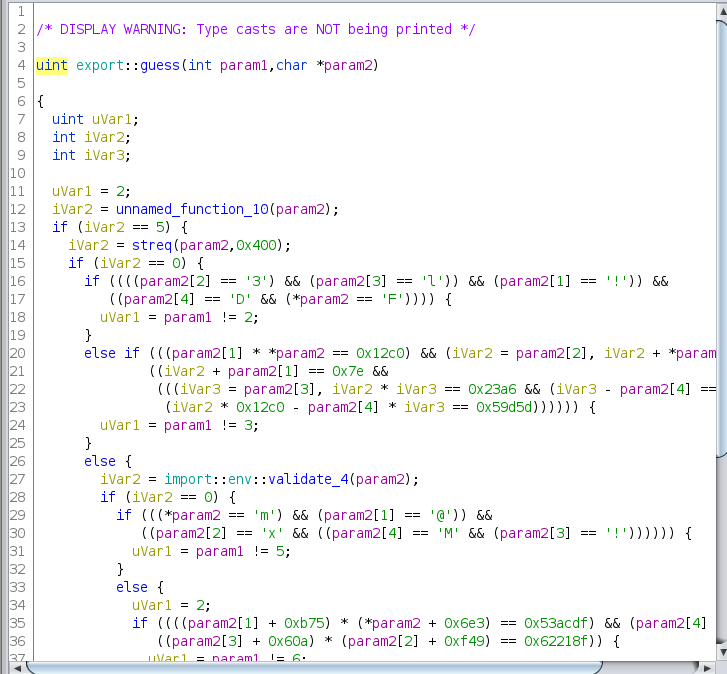 1
2 /* DISPLAY WARNING: Type casts are NOT being printed */
3
4 uint export::guess(int param1,char *param2)
5
6 {
7   uint uVar1;
8   int iVar2;
9   int iVar3;
10
11   uVar1 = 2;
12   iVar2 = unnamed_function_10(param2);
13   if (iVar2 == 5) {
14     iVar2 = streq(param2,0x400);
15     if (iVar2 == 0) {
16       if ((((param2[2] == '3') && (param2[3] == 'l')) && (param2[1] == '!')) &&
17          ((param2[4] == 'D' && (*param2 == 'F')))) {
18         uVar1 = param1 != 2;
19       }
20       else if (((param2[1] * *param2 == 0x12c0) && (iVar2 = param2[2], iVar2 + *param
21               ((iVar2 + param2[1] == 0x7e &&
22                (((iVar3 = param2[3], iVar2 * iVar3 == 0x23a6 && (iVar3 - param2[4] ==
23                 (iVar2 * 0x12c0 - param2[4] * iVar3 == 0x59d5d)))))) {
24         uVar1 = param1 != 3;
25       }
26       else {
27         iVar2 = import::env::validate_4(param2);
28         if (iVar2 == 0) {
29           if (((*param2 == 'm') && (param2[1] == '@')) &&
30              ((param2[2] == 'x' && ((param2[4] == 'M' && (param2[3] == '!')))))) {
31             uVar1 = param1 != 5;
32           }
33           else {
34             uVar1 = 2;
35             if ((((param2[1] + 0xb75) * (*param2 + 0x6e3) == 0x53acdf) && (param2[4]
36                ((param2[3] + 0x60a) * (param2[2] + 0xf49) == 0x62218f)) {
37               uVar1 = param1 != 6;